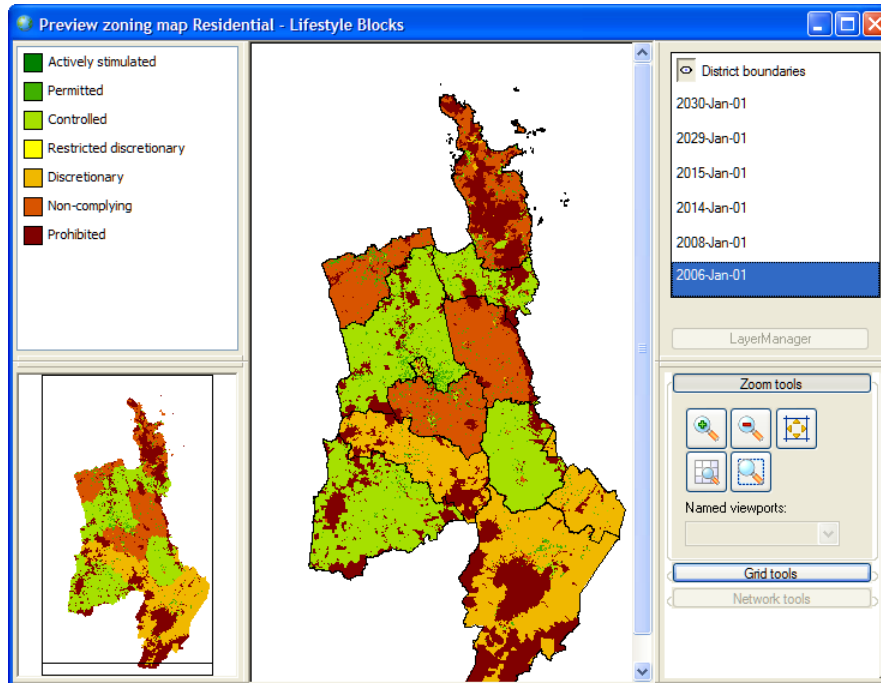 Preview zoning map Residential - Lifestyle Blocks
Actively stimulated
Permitted
Controlled
Restricted discretionary
Discretionary
Non-complying
Prohibited
District boundaries
2030-Jan-01
2029-Jan-01
2015-Jan-01
2014-Jan-01
2008-Jan-01
2006-Jan-01
LayerManager
Zoom tools
Named viewports:
Grid tools
Network tools